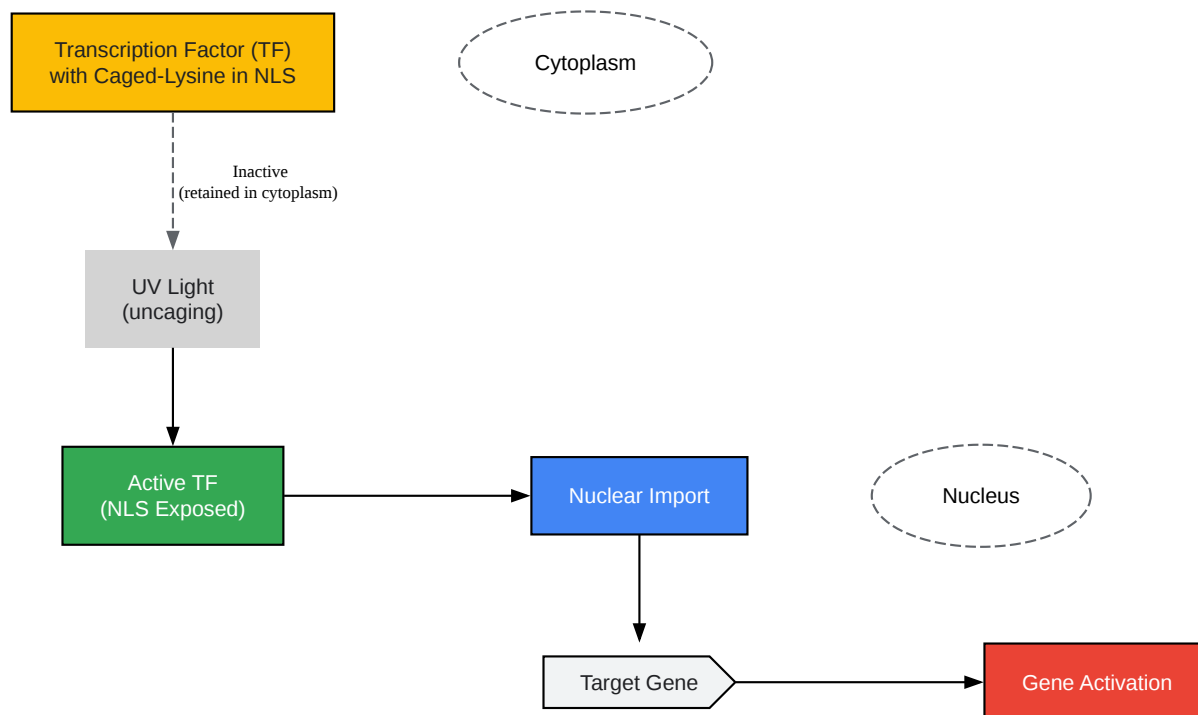 Transcription Factor (TF)
with Caged-Lysine in NLS
Cytoplasm
Inactive
(retained in cytoplasm)
UV Light
(uncaging)
Active TF
(NLS Exposed)
Nuclear Import
Nucleus
Target Gene
Gene Activation